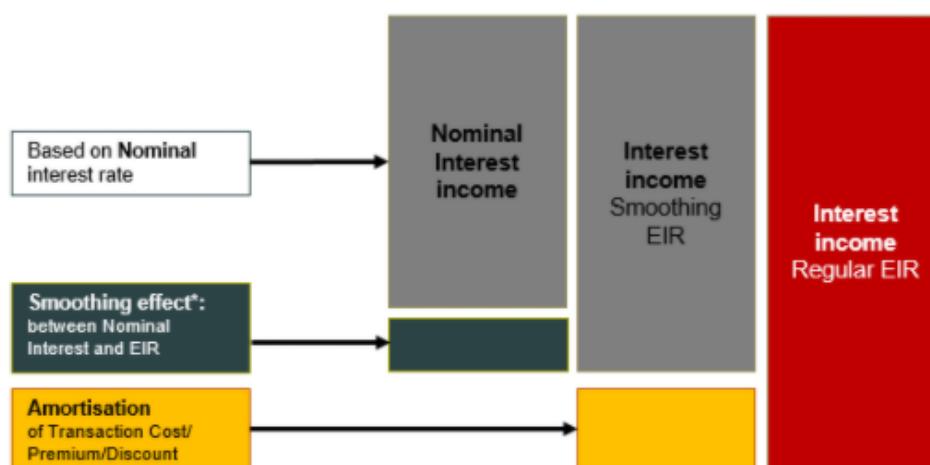 Based on Nominal
interest rate
Nominal
Interest
income
Interest
income
Smoothing
EIR
Interest
income
Regular EIR
Smoothing effect*:
between Nominal
Interest and EIR
Amortisation
of Transaction Cost/
Premium/Discount